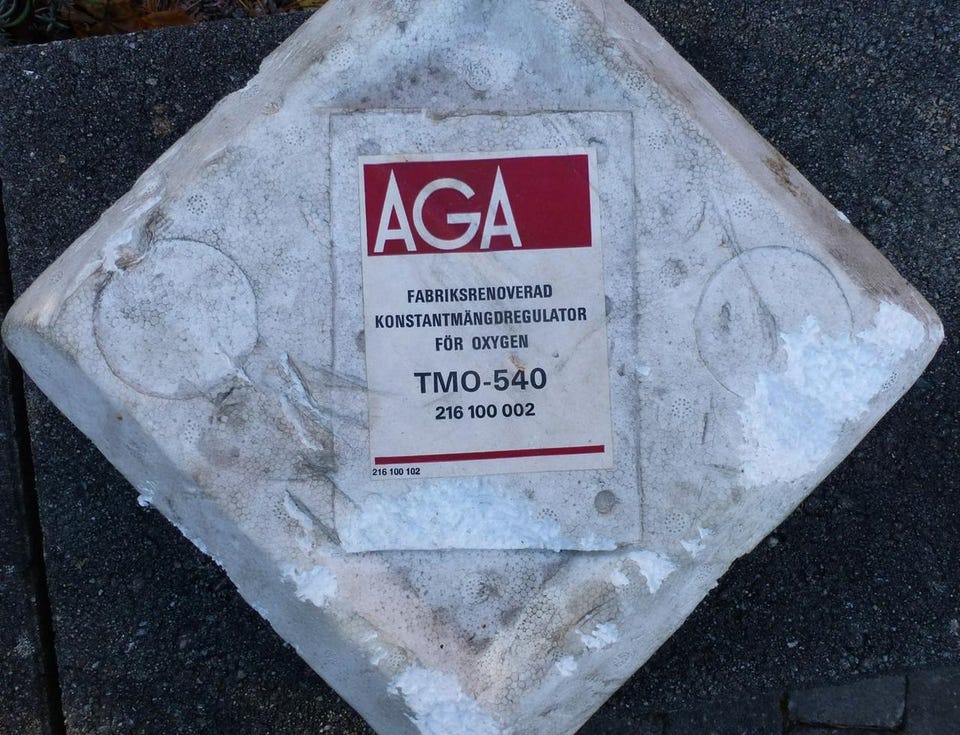 AGA
FABRIKSRENOVERAD
KONSTANTMÄNGDREGULATOR
FÖR OXYGEN
TMO-540
216 100 002
216 100 102